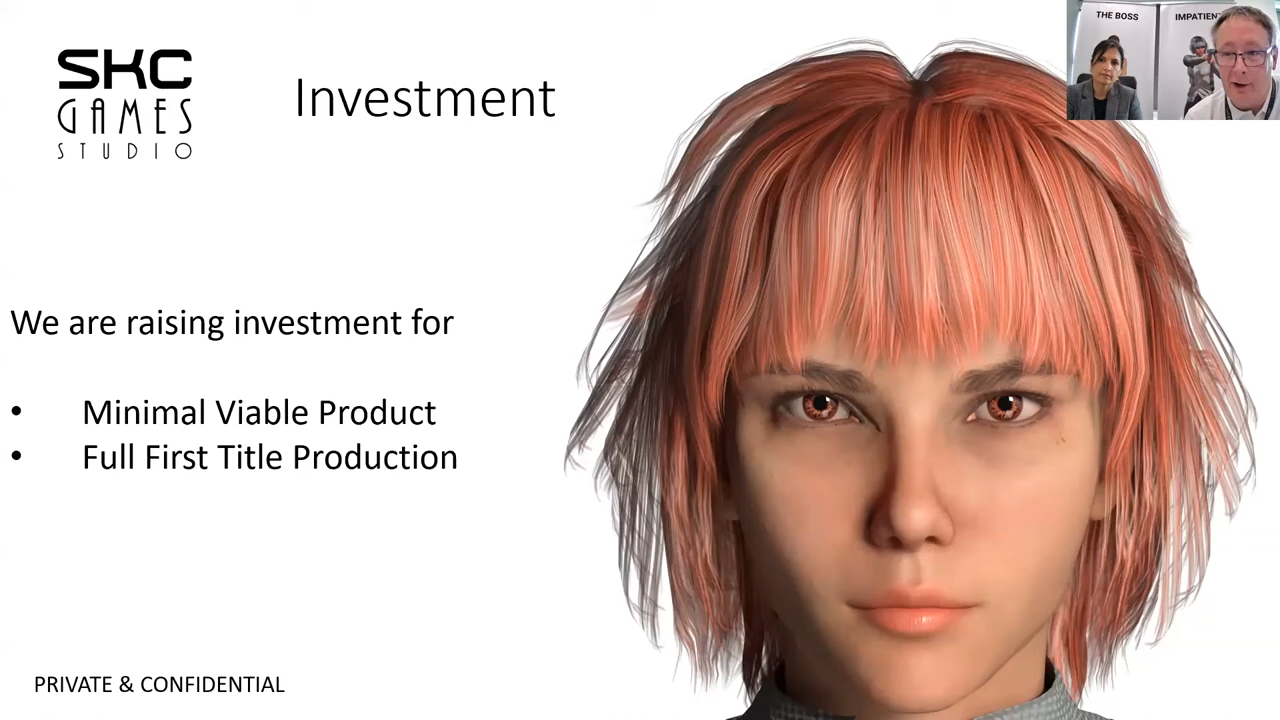 SKC
GAMES
STUDIO
Investment
THE BOSS
IMPATIENT
We are raising investment for
• Minimal Viable Product
• Full First Title Production
PRIVATE & CONFIDENTIAL